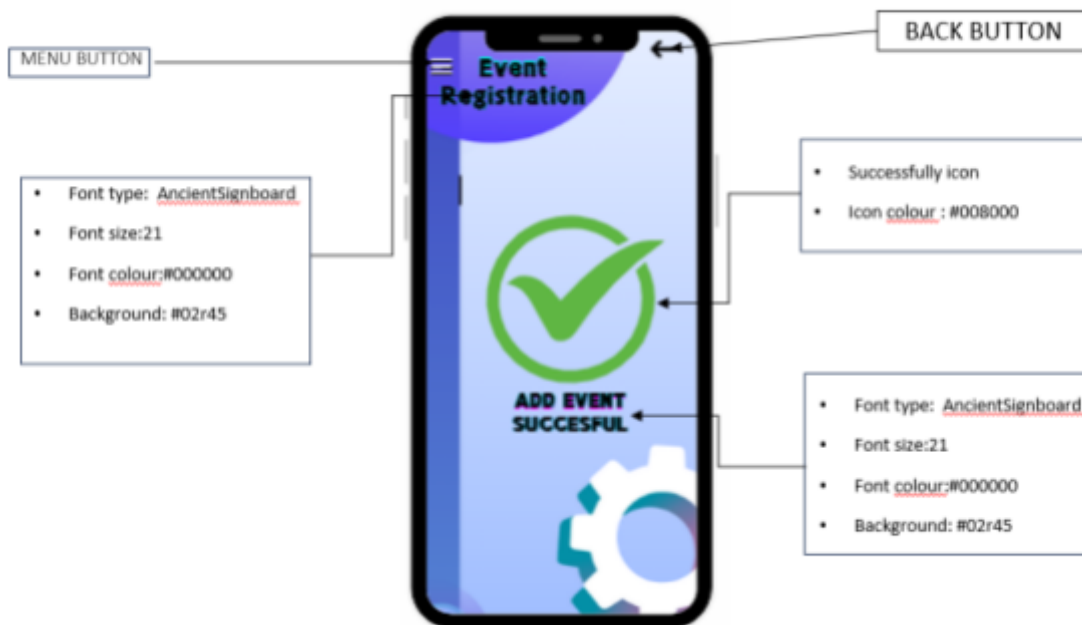 BACK BUTTON
MENU BUTTON
Event
Registration
• Font type: AncientSignboard
• Font size:21
• Font colour:#000000
• Background: #02r45
• Successfully icon
• Icon colour : #008000
ADD EVENT
SUCCESFUL
• Font type: AncientSignboard
• Font size:21
• Font colour:#000000
• Background: #02r45